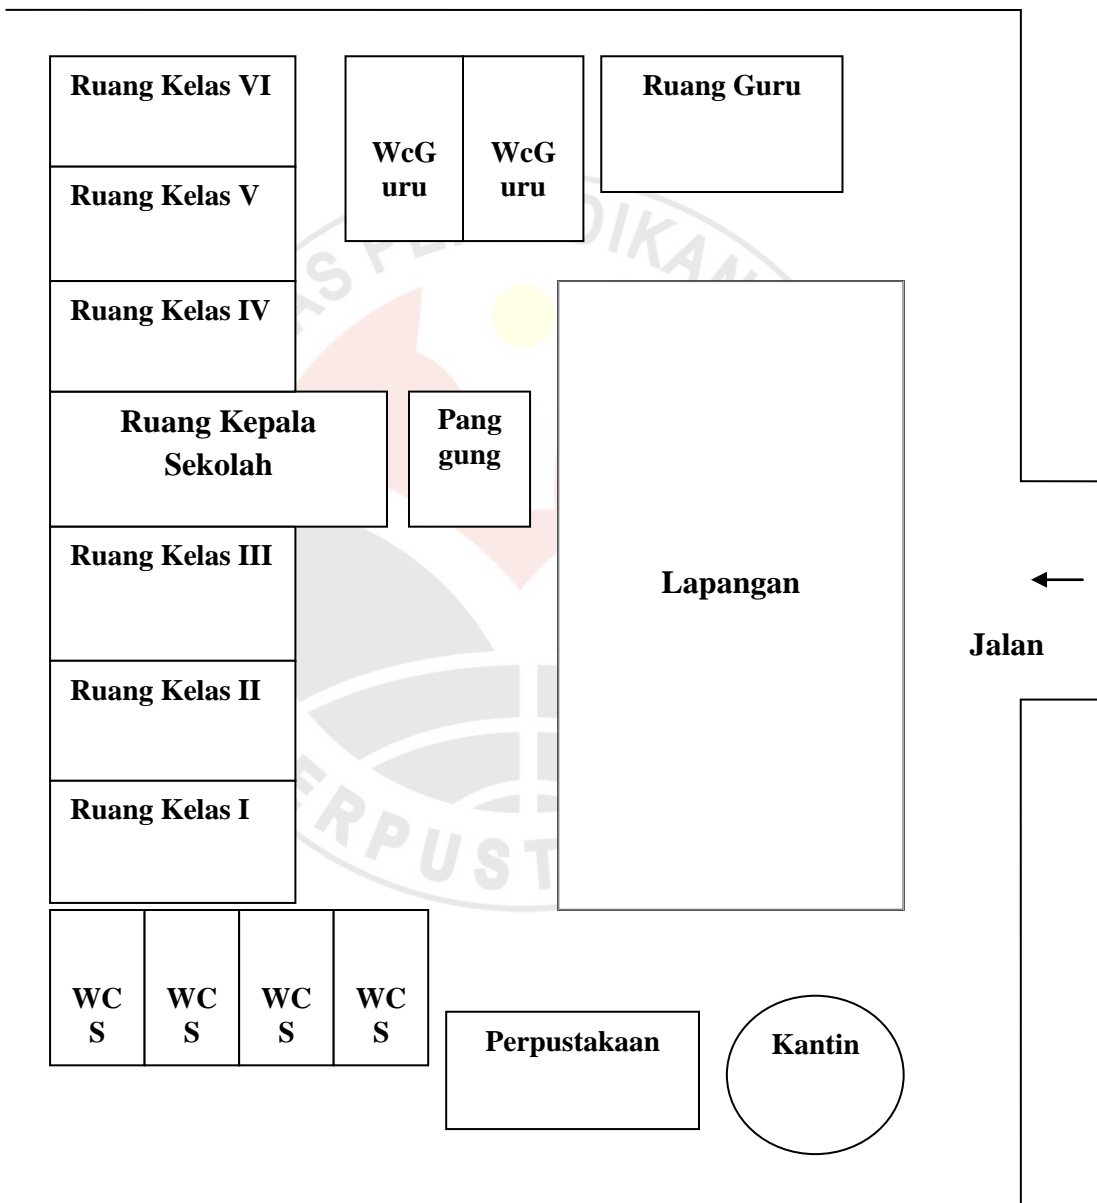 Ruang Kelas VI
WcG
uru
WcG
uru
Ruang Guru
Ruang Kelas V
Ruang Kelas IV
Ruang Kepala
Sekolah
Pang
gung
Ruang Kelas III
Lapangan
Jalan
Ruang Kelas II
Ruang Kelas I
WC
S
WC
S
WC
S
WC
S
Perpustakaan
Kantin